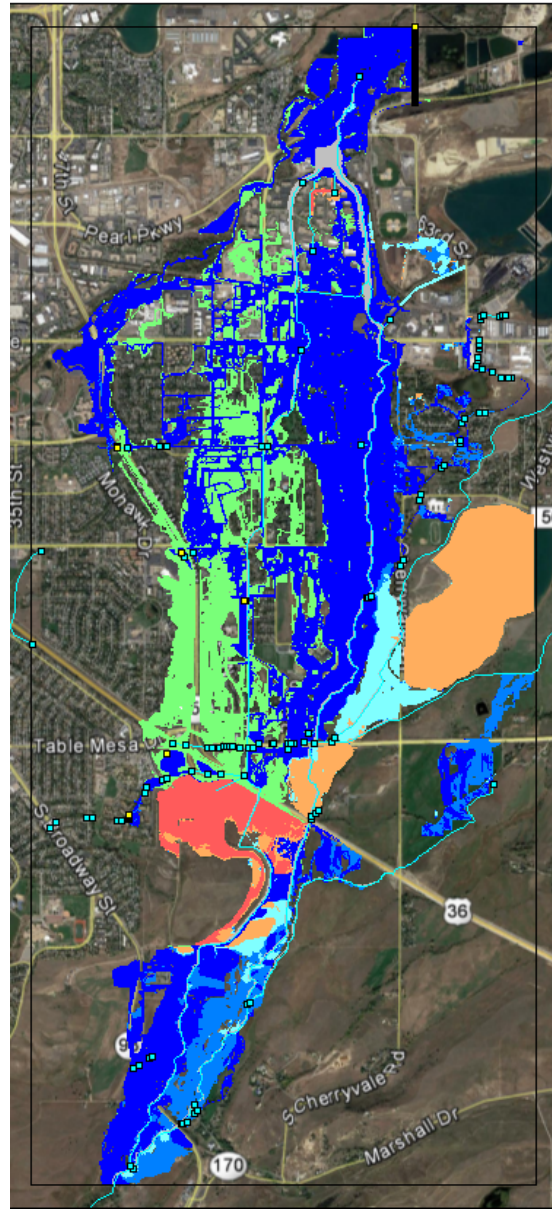 47th St
Pearl Pkwy
63rd St
e
35th St
Mohawk Dr
Cherryvale
Table Mesa
S Broadway St
36
S Cherryvale Rd
Marshall Dr
170